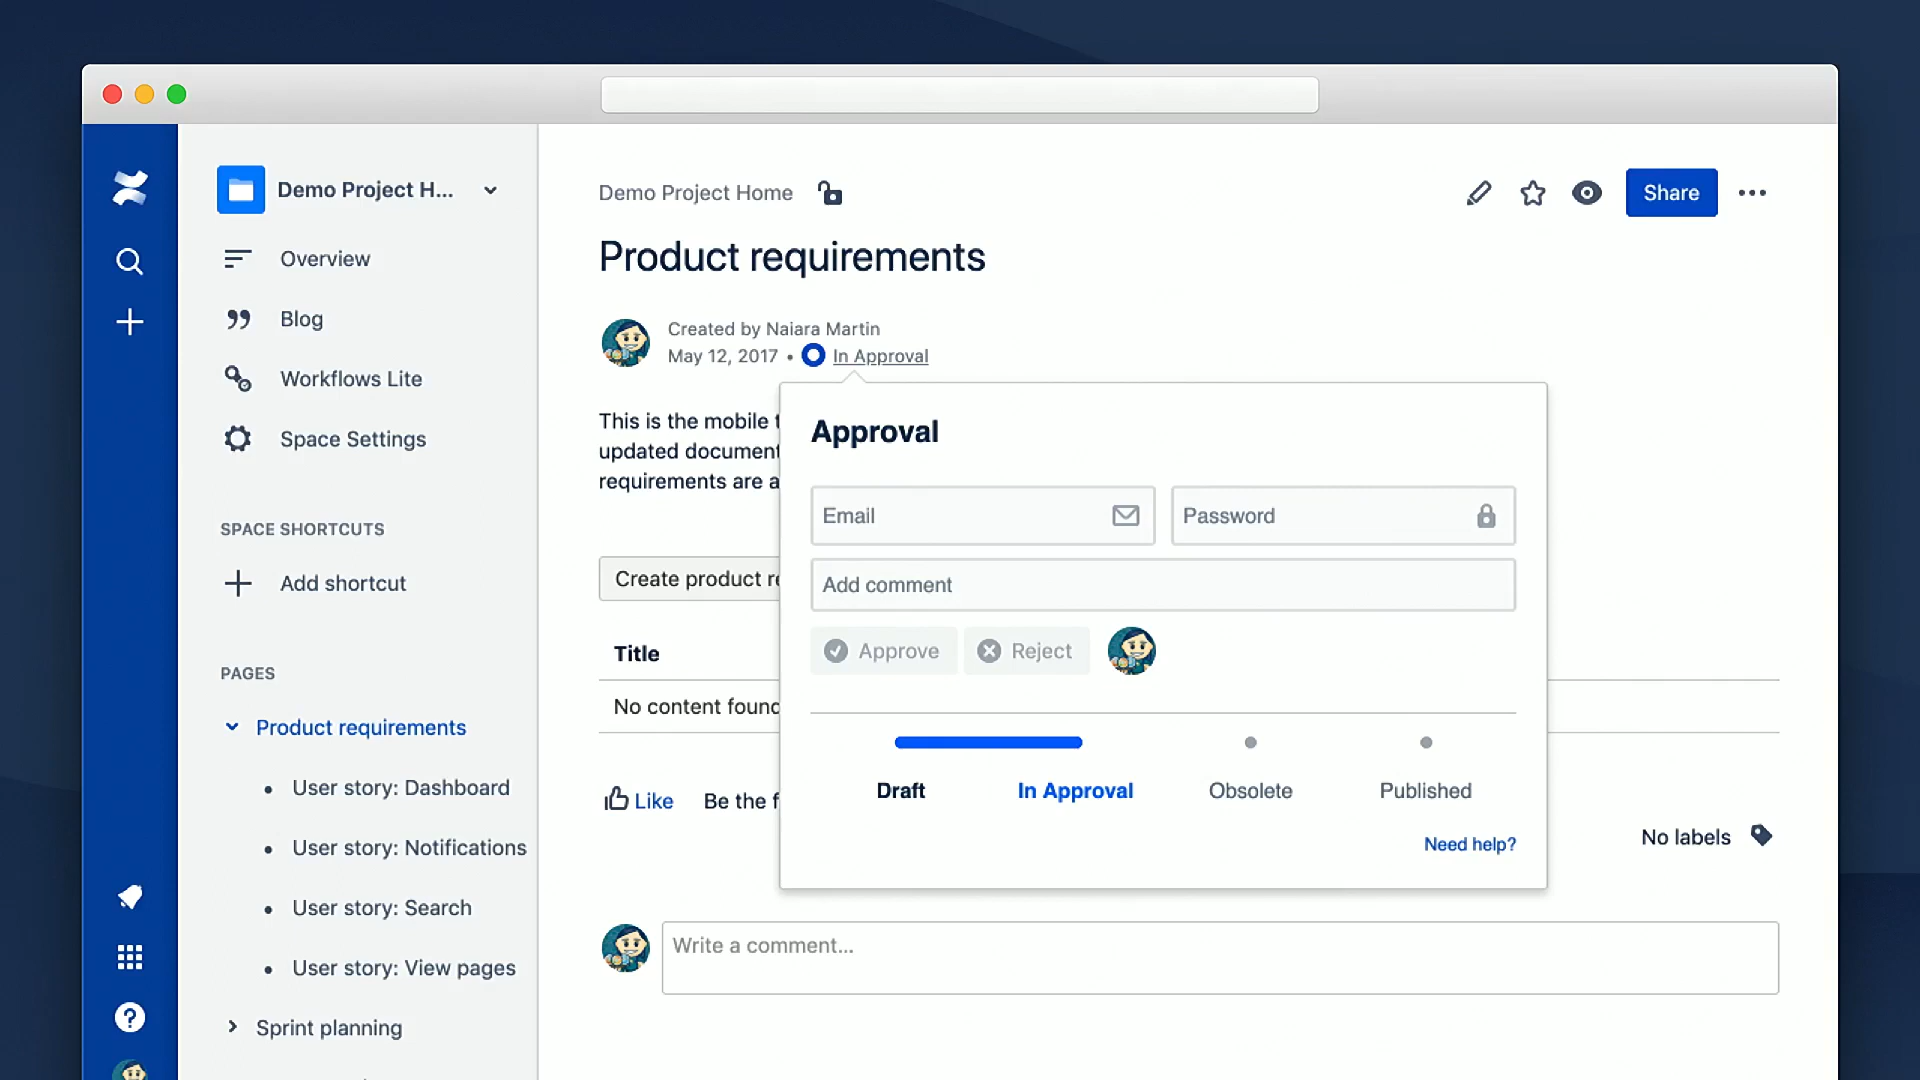 Demo Project H...
Overview
Blog
Workflows Lite
Space Settings
SPACE SHORTCUTS
Add shortcut
PAGES
Product requirements
User story: Dashboard
User story: Notifications
User story: Search
User story: View pages
Sprint planning
Demo Project Home
Share
Product requirements
Created by Naiara Martin
May 12, 2017 • In Approval
This is the mobile
updated document
requirements are
Create product
Title
No content found
Like Be the
No labels
Write a comment...
Approval
Email
Password
Add comment
Approve
Reject
Draft
In Approval
Obsolete
Published
Need help?